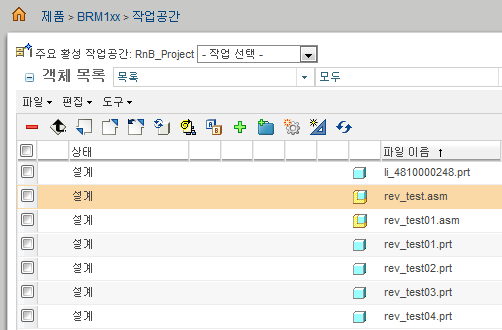 제품 > BRM1xx > 작업공간
주요 활성 작업공간: RnB_Project - 작업 선택 -
객체 목록 목록 모두
파일 편집 도구
상태 파일 이름 ↑
설계 li_4810000248.prt
설계 rev_test.asm
설계 rev_test01.asm
설계 rev_test01.prt
설계 rev_test02.prt
설계 rev_test03.prt
설계 rev_test04.prt